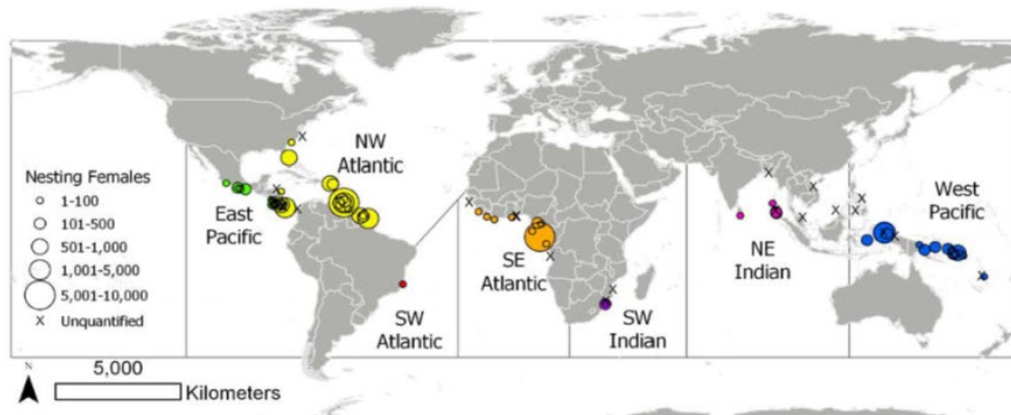 NW
Atlantic
Nesting Females
1-100
101-500
501-1,000
1,001-5,000
5,001-10,000
X Unquantified
East
Pacific
SE
Atlantic
SW
Atlantic
SW
Indian
NE
Indian
West
Pacific
N
5,000
Kilometers